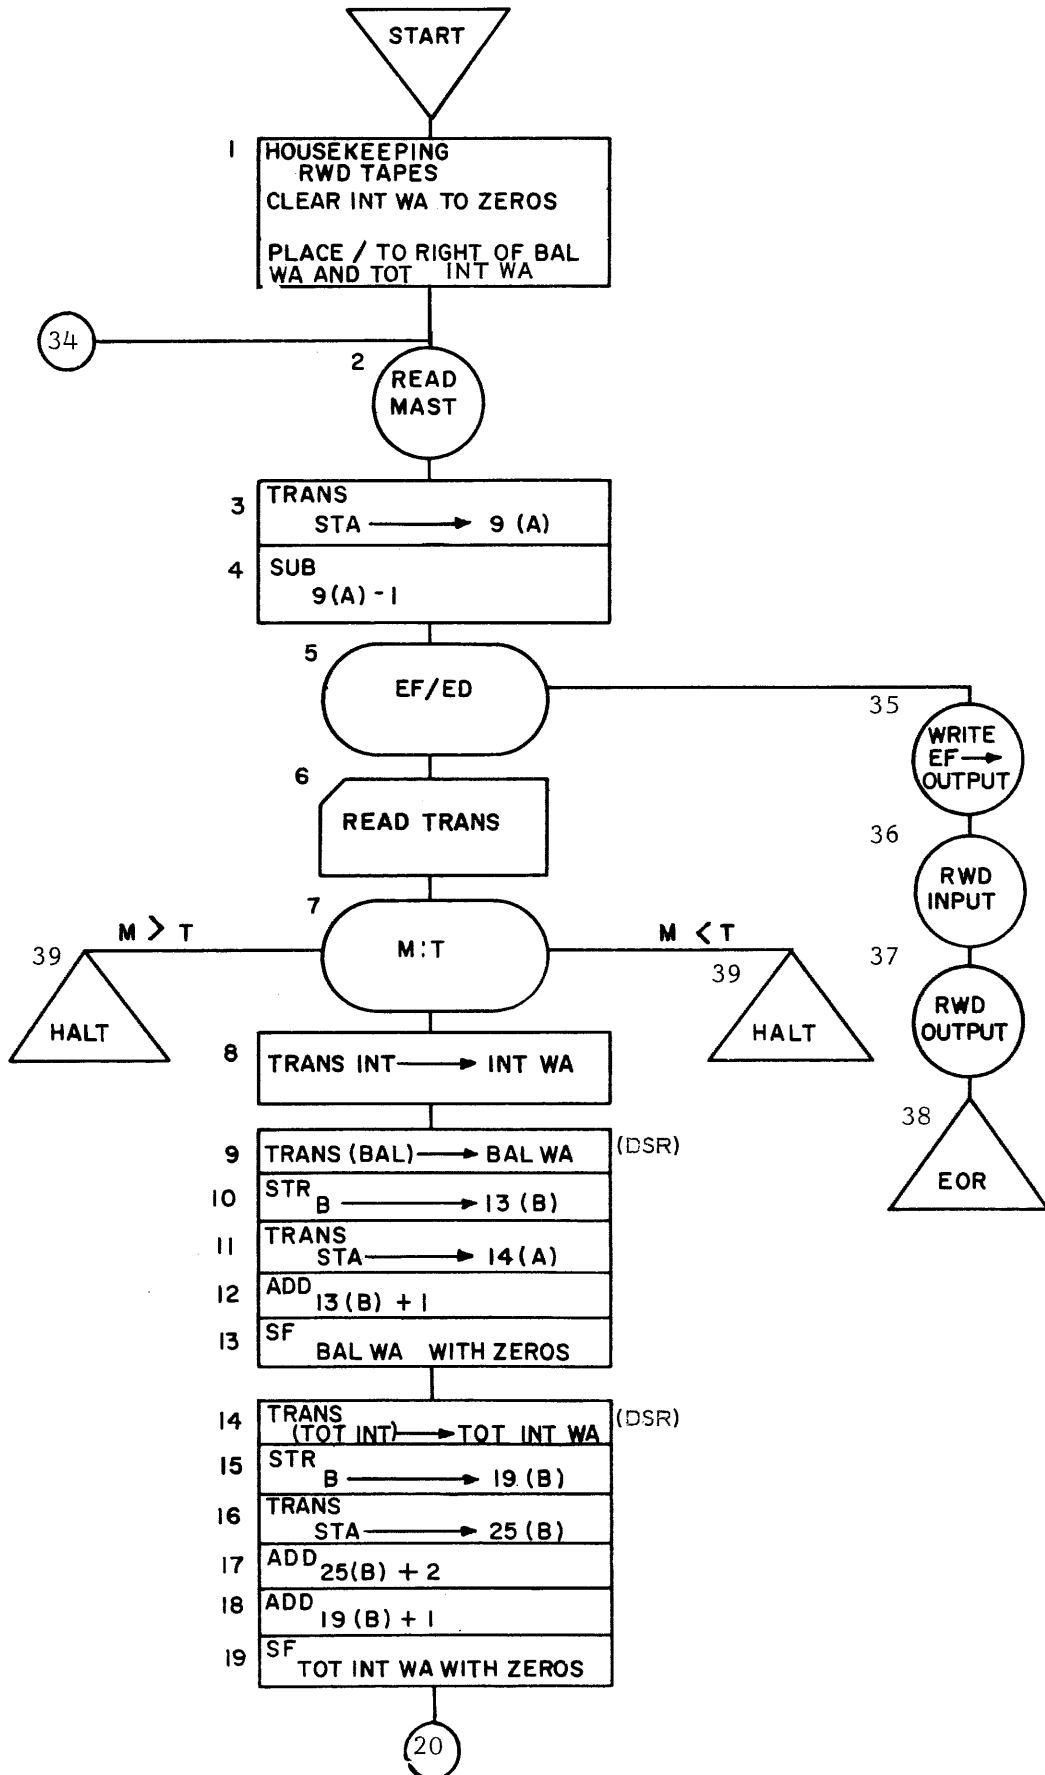 START
1
HOUSEKEEPING
RWD TAPES
CLEAR INT WA TO ZEROS
PLACE / TO RIGHT OF BAL
WA AND TOT INT WA
34
2
READ
MAST
3
TRANS
STA → 9 (A)
4
SUB
9(A) - 1
5
EF/ED
35
WRITE
EF →
OUTPUT
6
READ TRANS
36
RWD
INPUT
7
M:T
M > T
39
HALT
M < T
39
HALT
37
RWD
OUTPUT
38
EOR
8
TRANS INT → INT WA
9
TRANS (BAL) → BAL WA
(DSR)
10
STR
B → 13 (B)
11
TRANS
STA → 14(A)
12
ADD
13(B) + 1
13
SF
BAL WA WITH ZEROS
14
TRANS
(TOT INT) → TOT INT WA
(DSR)
15
STR
B → 19 (B)
16
TRANS
STA → 25 (B)
17
ADD
25(B) + 2
18
ADD
19 (B) + 1
19
SF
TOT INT WA WITH ZEROS
20